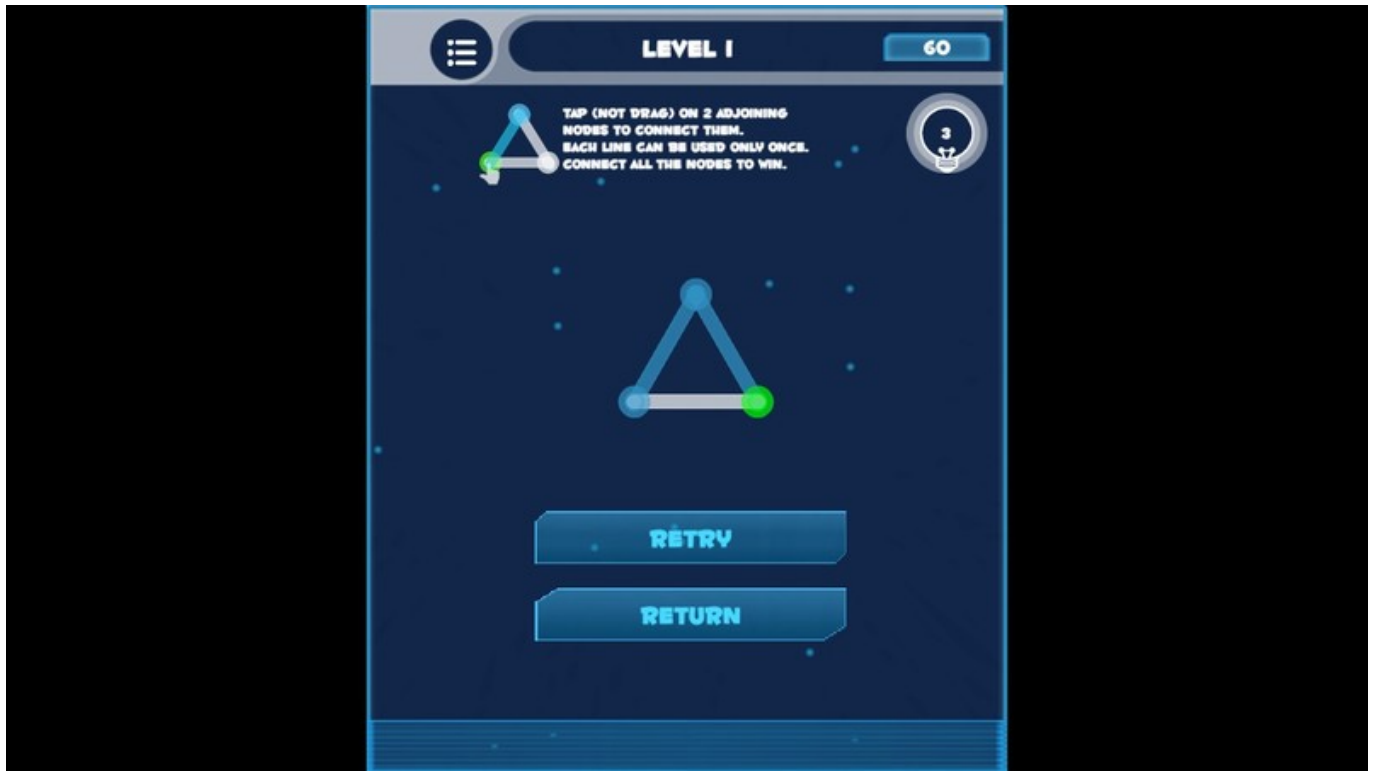 LEVEL 1
60
TAP (NOT DRAG) ON 2 ADJOINING
NODES TO CONNECT THEM.
EACH LINE CAN BE USED ONLY ONCE.
CONNECT ALL THE NODES TO WIN.
3
RETRY
RETURN